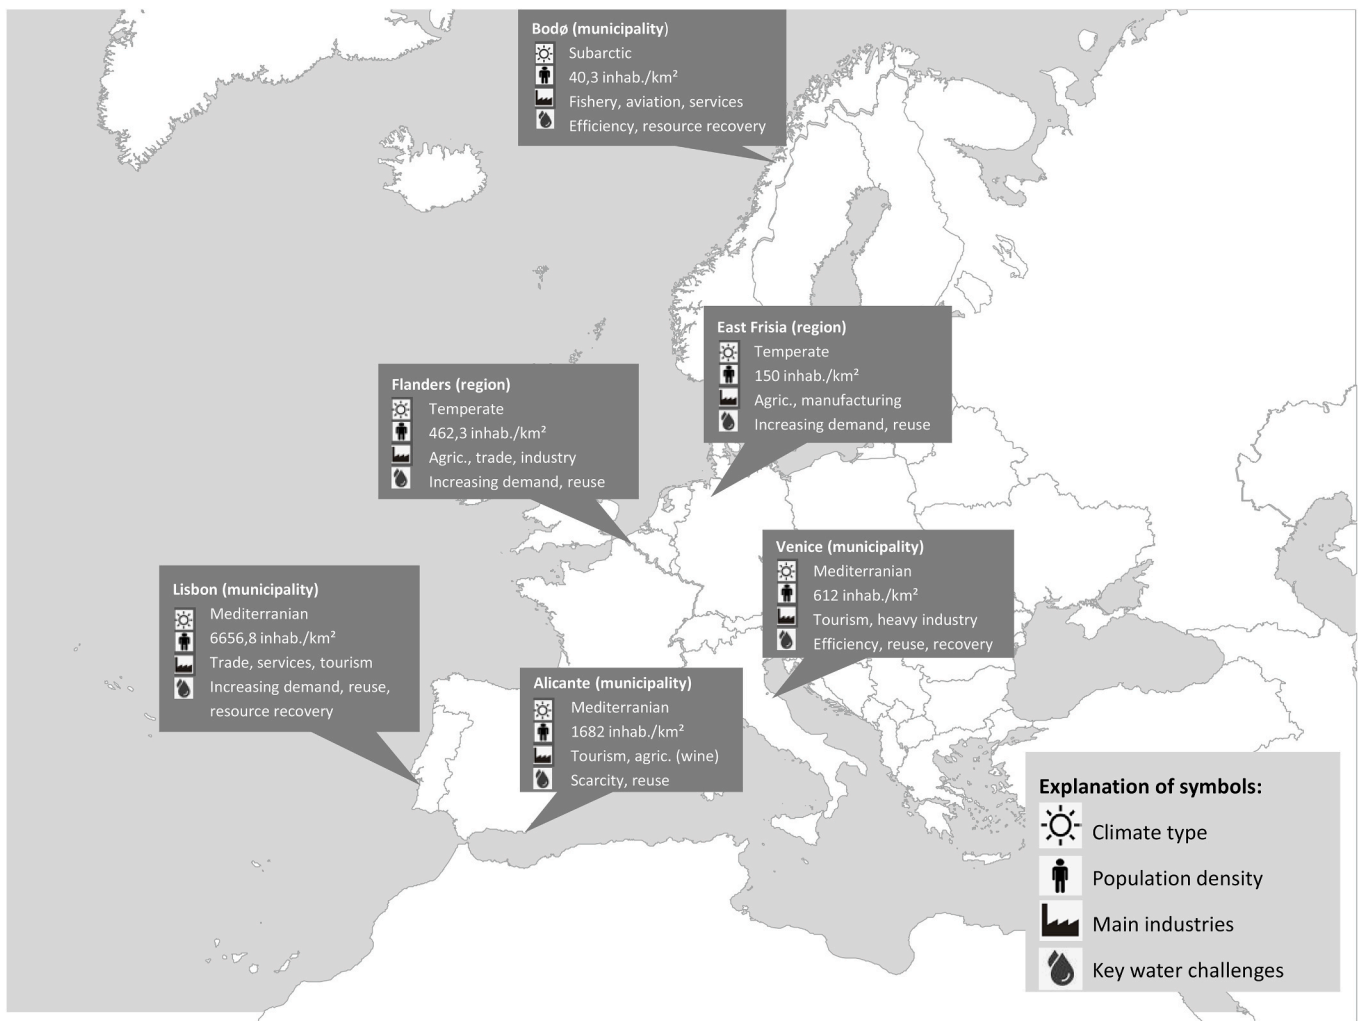 Bodø (municipality)
Subarctic
40,3 inhab./km²
Fishery, aviation, services
Efficiency, resource recovery
East Frisia (region)
Temperate
150 inhab./km²
Agric., manufacturing
Increasing demand, reuse
Flanders (region)
Temperate
462,3 inhab./km²
Agric., trade, industry
Increasing demand, reuse
Venice (municipality)
Mediterranian
612 inhab./km²
Tourism, heavy industry
Efficiency, reuse, recovery
Lisbon (municipality)
Mediterranian
6656,8 inhab./km²
Trade, services, tourism
Increasing demand, reuse,
resource recovery
Alicante (municipality)
Mediterranian
1682 inhab./km²
Tourism, agric. (wine)
Scarcity, reuse
Explanation of symbols:
Climate type
Population density
Main industries
Key water challenges